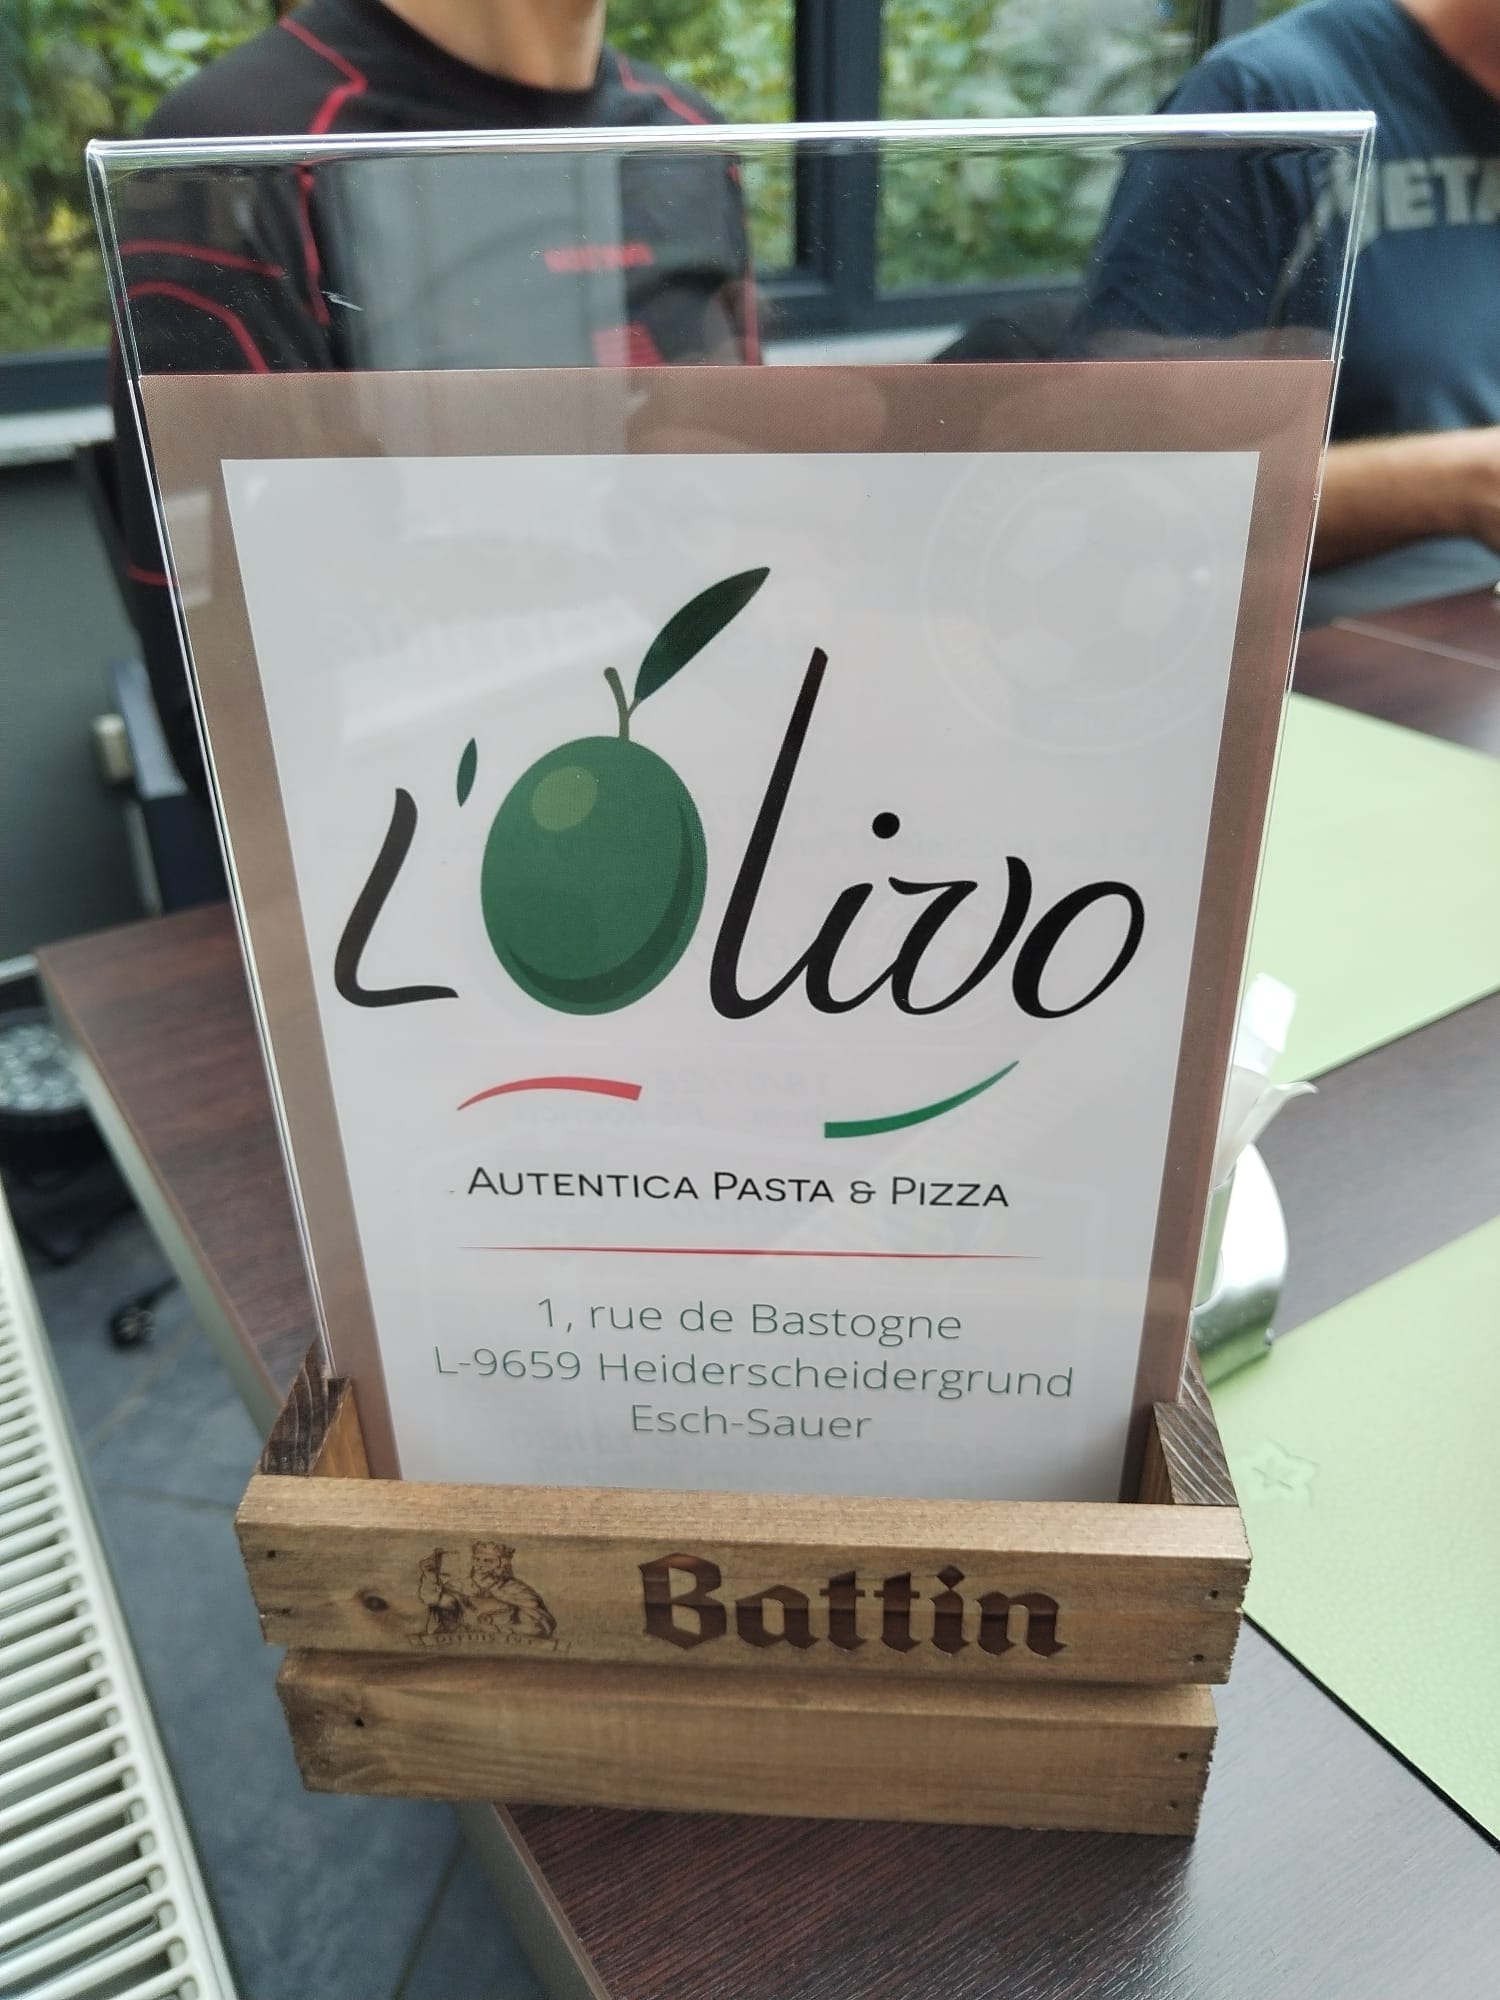 L'Olivo
AUTENTICA PASTA & PIZZA
1, rue de Bastogne
L-9659 Heiderscheidergrund
Esch-Sauer
Battin